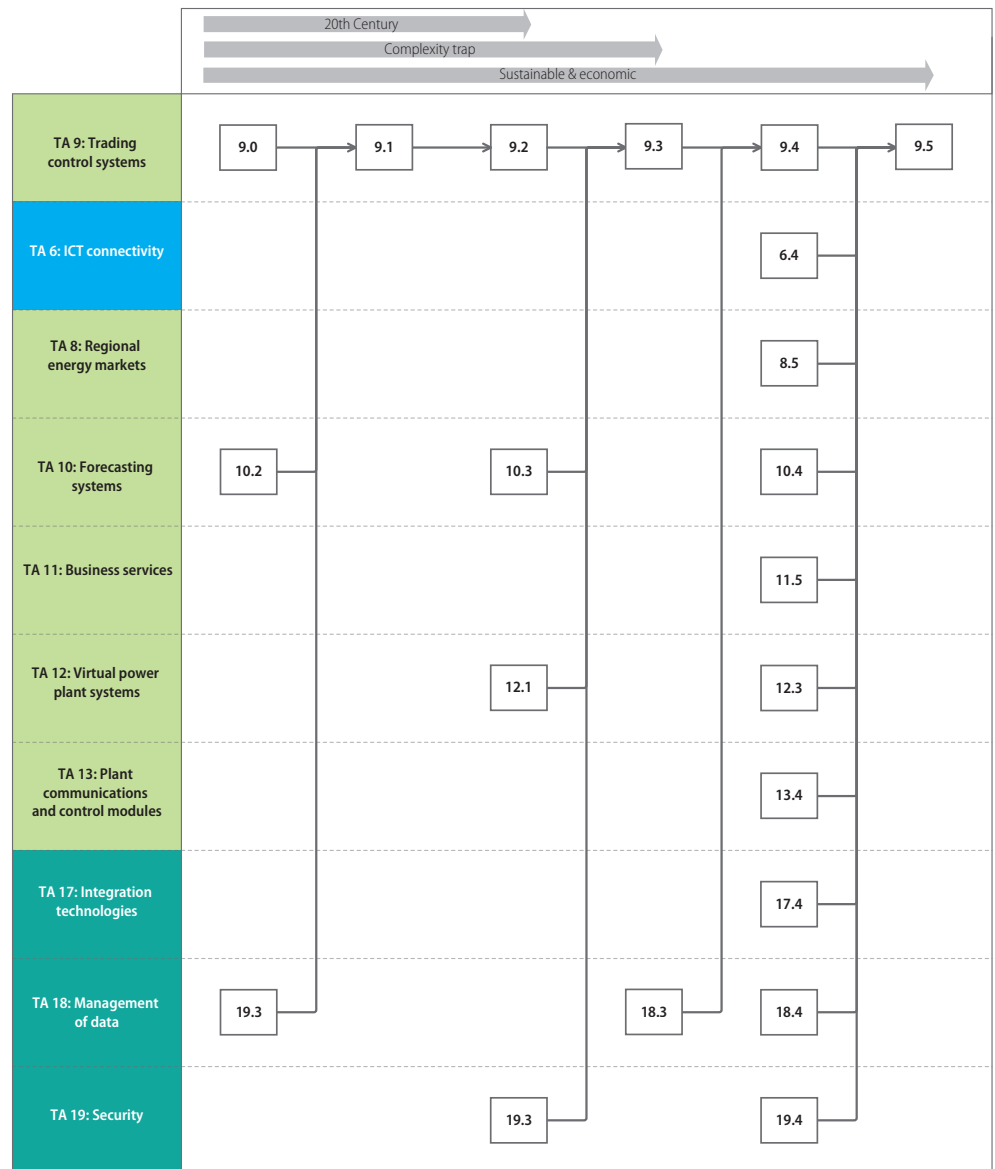 20th Century
Complexity trap
Sustainable & economic
TA 9: Trading
control systems
9.0
9.1
9.2
9.3
9.4
9.5
TA 6: ICT connectivity
6.4
TA 8: Regional
energy markets
8.5
TA 10: Forecasting
systems
10.2
10.3
10.4
TA 11: Business services
11.5
TA 12: Virtual power
plant systems
12.1
12.3
TA 13: Plant
communications
and control modules
13.4
TA 17: Integration
technologies
17.4
TA 18: Management
of data
19.3
18.3
18.4
TA 19: Security
19.3
19.4